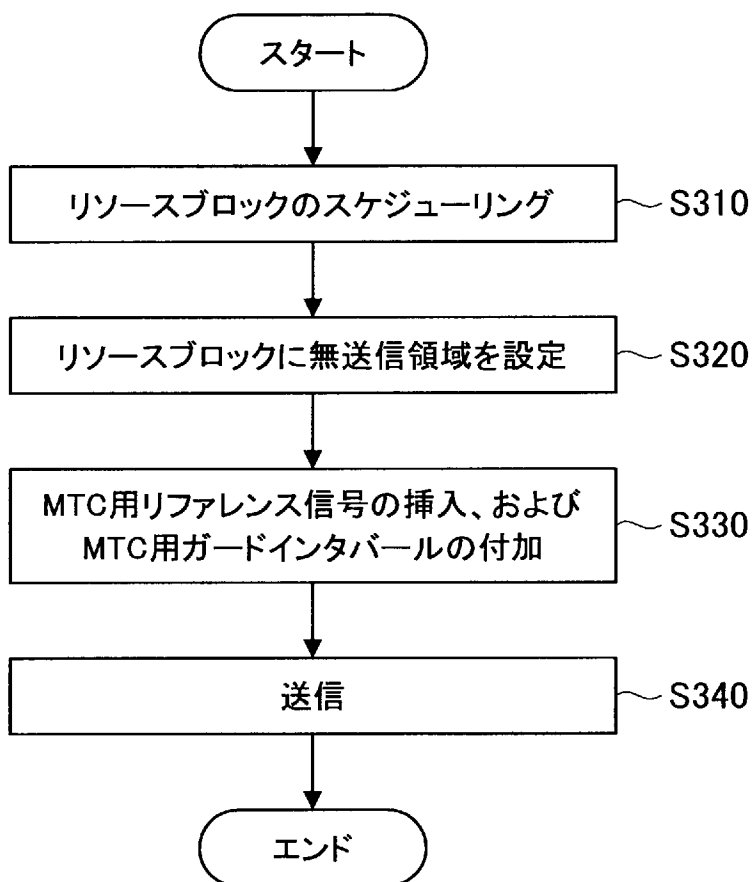 スタート
リソースブロックのスケジューリング
S310
リソースブロックに無送信領域を設定
S320
MTC用リファレンス信号の挿入、および
MTC用ガードインタバールの付加
S330
送信
S340
エンド